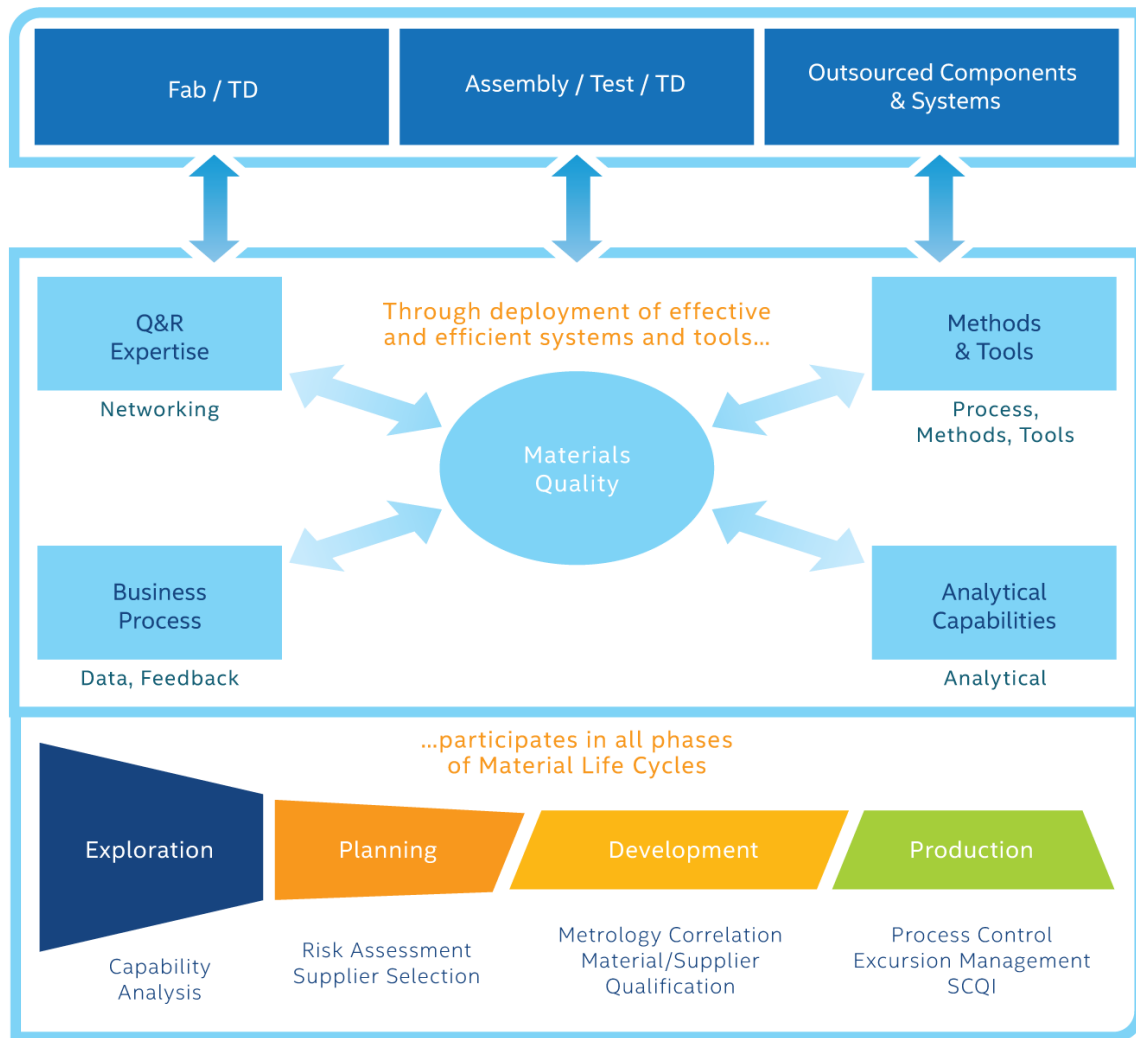 Fab / TD
Assembly / Test / TD
Outsourced Components
& Systems
Q&R
Expertise
Networking
Through deployment of effective
and efficient systems and tools...
Methods
& Tools
Process,
Methods, Tools
Materials
Quality
Business
Process
Data, Feedback
Analytical
Capabilities
Analytical
...participates in all phases
of Material Life Cycles
Exploration
Planning
Development
Production
Capability
Analysis
Risk Assessment
Supplier Selection
Metrology Correlation
Material/Supplier
Qualification
Process Control
Excursion Management
SCQI